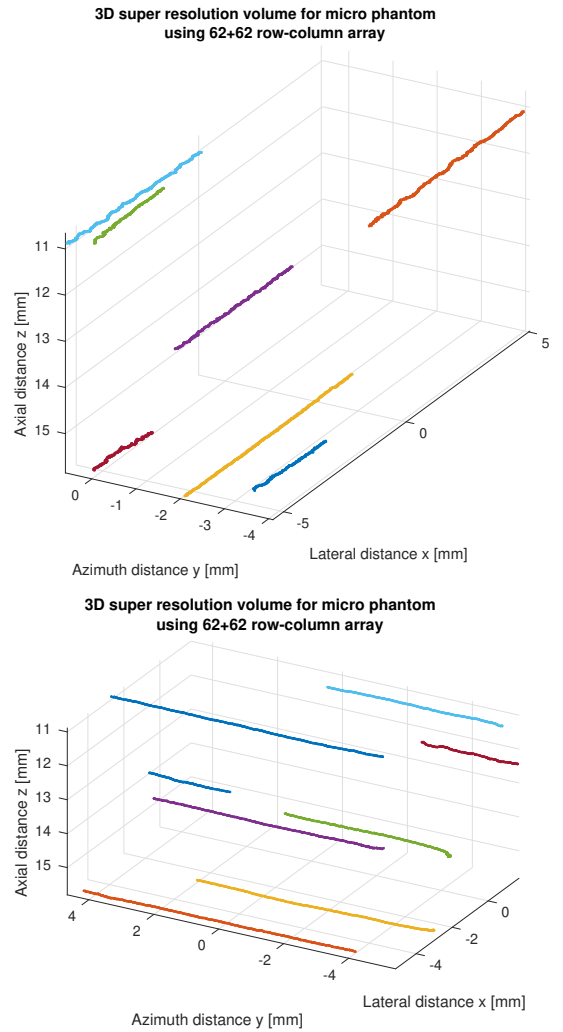 3D super resolution volume for micro phantom
using 62+62 row-column array
11
12
13
14
15
Axial distance z [mm]
0
-1
-2
-3
-4
-5
0
5
Lateral distance x [mm]
Azimuth distance y [mm]
3D super resolution volume for micro phantom
using 62+62 row-column array
11
12
13
14
15
Axial distance z [mm]
4
2
0
-2
-4
-4
-2
0
Lateral distance x [mm]
Azimuth distance y [mm]